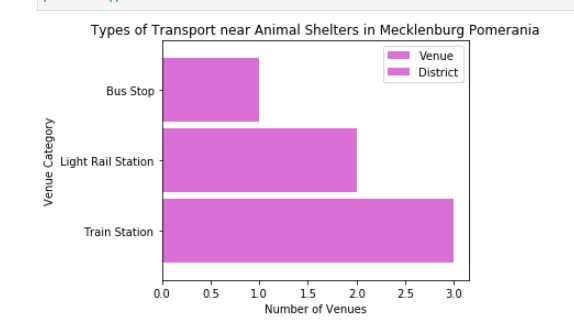 Types of Transport near Animal Shelters in Mecklenburg Pomerania
Venue
District
Bus Stop
Light Rail Station
Train Station
Venue Category
0.0 0.5 1.0 1.5 2.0 2.5 3.0
Number of Venues